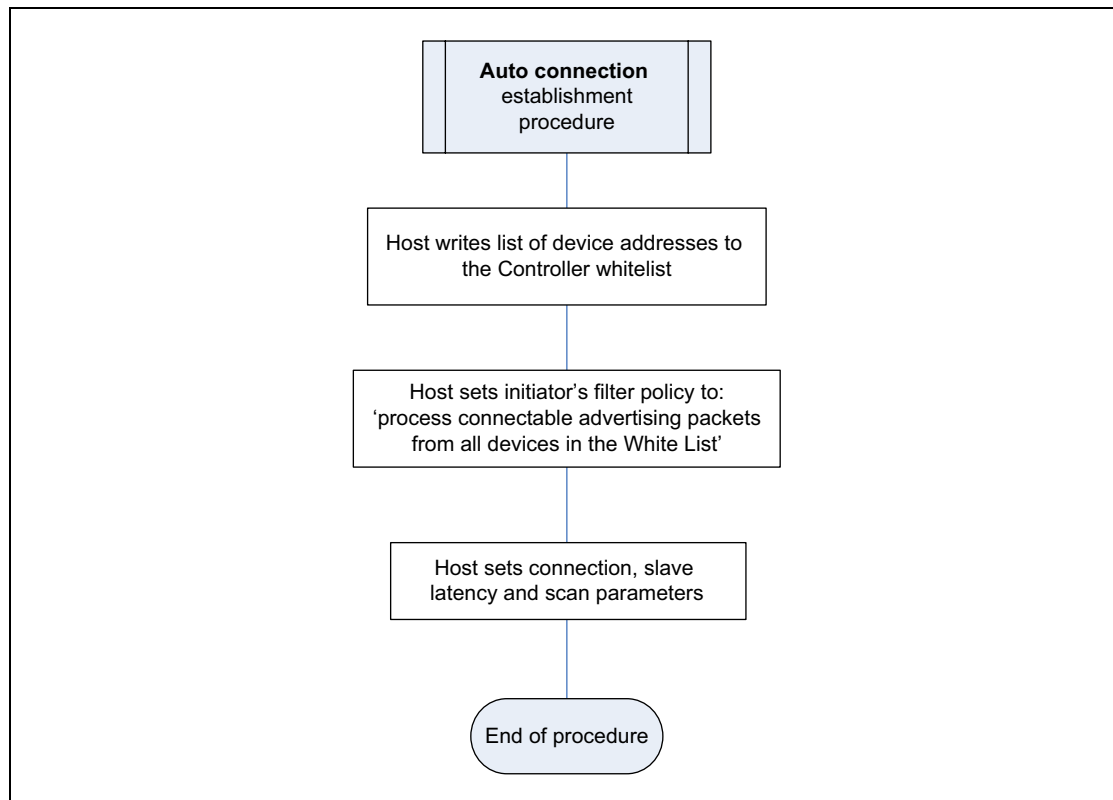 Auto connection
establishment
procedure
Host writes list of device addresses to
the Controller whitelist
Host sets initiator’s filter policy to:
‘process connectable advertising packets
from all devices in the White List’
Host sets connection, slave
latency and scan parameters
End of procedure